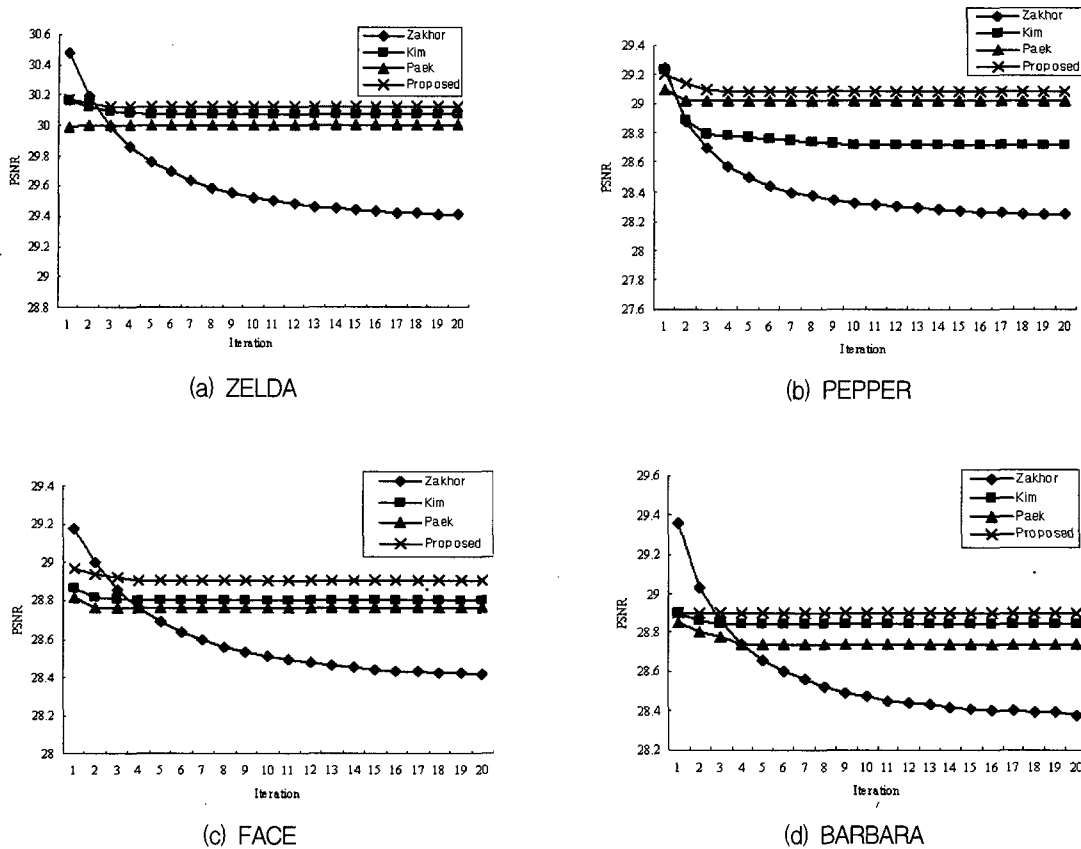 30.6
30.4
30.2
30
29.8
29.6
29.4
29.2
29
28.8
PSNR
Zakhor
Kim
Paek
Proposed
1 2 3 4 5 6 7 8 9 10 11 12 13 14 15 16 17 18 19 20
Iteration
(a) ZELDA
29.4
29.2
29
28.8
28.6
28.4
28.2
28
27.8
27.6
PSNR
Zakhor
Kim
Paek
Proposed
1 2 3 4 5 6 7 8 9 10 11 12 13 14 15 16 17 18 19 20
Iteration
(b) PEPPER
29.4
29.2
29
28.8
28.6
28.4
28.2
28
PSNR
Zakhor
Kim
Paek
Proposed
1 2 3 4 5 6 7 8 9 10 11 12 13 14 15 16 17 18 19 20
Iteration
(c) FACE
29.6
29.4
29.2
29
28.8
28.6
28.4
28.2
PSNR
Zakhor
Kim
Paek
Proposed
1 2 3 4 5 6 7 8 9 10 11 12 13 14 15 16 17 18 19 20
Iteration
(d) BARBARA